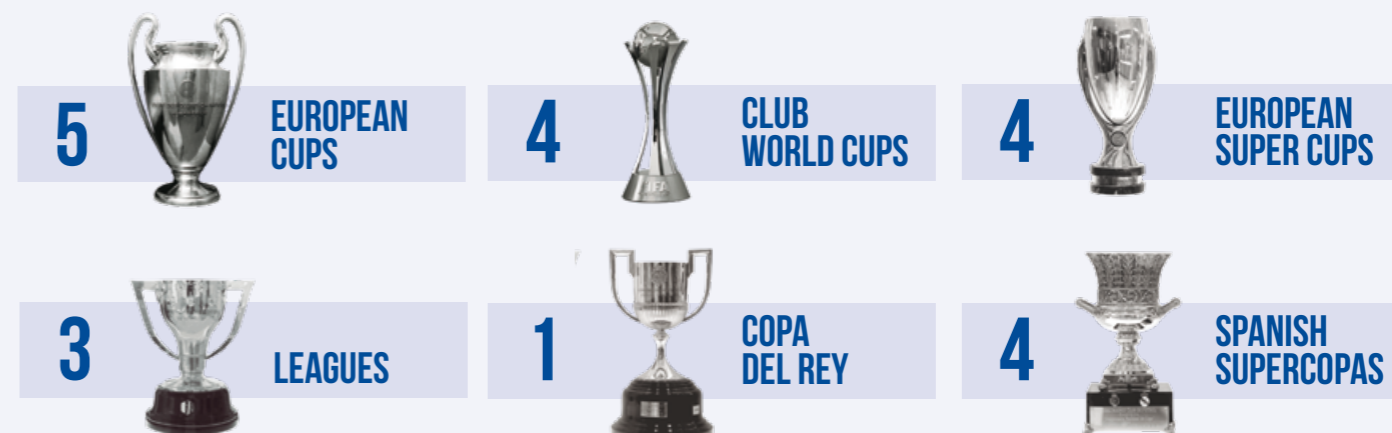 5 EUROPEAN
CUPS
4 CLUB
WORLD CUPS
4 EUROPEAN
SUPER CUPS
3 LEAGUES
1 COPA
DEL REY
4 SPANISH
SUPERCOPAS